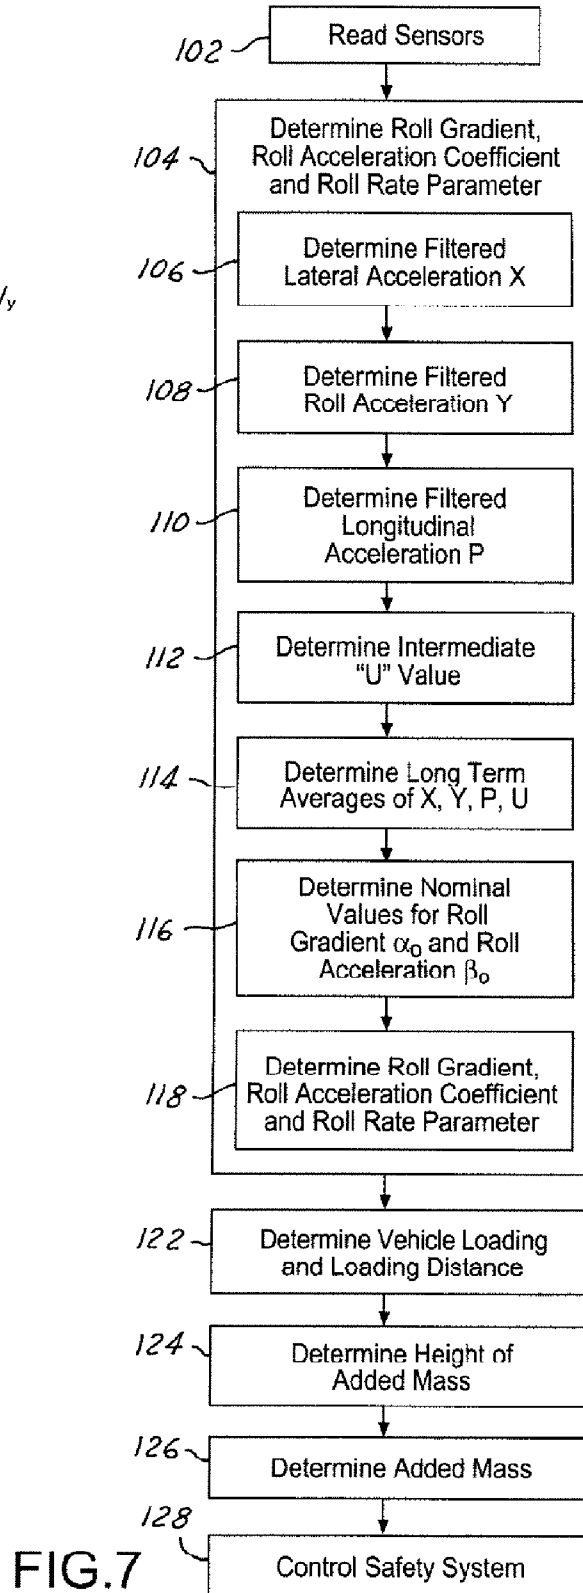 102
Read Sensors
104
Determine Roll Gradient,
Roll Acceleration Coefficient
and Roll Rate Parameter
106
Determine Filtered
Lateral Acceleration X
108
Determine Filtered
Roll Acceleration Y
110
Determine Filtered
Longitudinal
Acceleration P
112
Determine Intermediate
“U” Value
114
Determine Long Term
Averages of X, Y, P, U
116
Determine Nominal
Values for Roll
Gradient α₀ and Roll
Acceleration β₀
118
Determine Roll Gradient,
Roll Acceleration Coefficient
and Roll Rate Parameter
122
Determine Vehicle Loading
and Loading Distance
124
Determine Height of
Added Mass
126
Determine Added Mass
128
Control Safety System
FIG.7